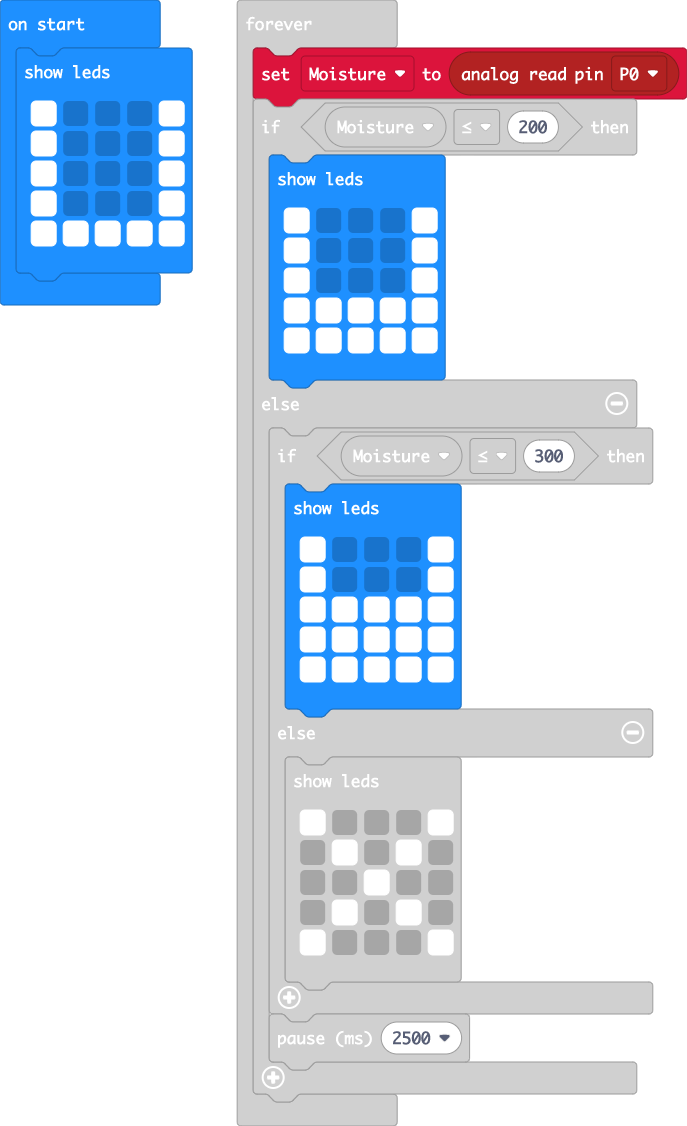 on start
show leds
forever
set Moisture to analog read pin P0
if Moisture ≤ 200 then
show leds
else
if Moisture ≤ 300 then
show leds
else
show leds
pause (ms) 2500